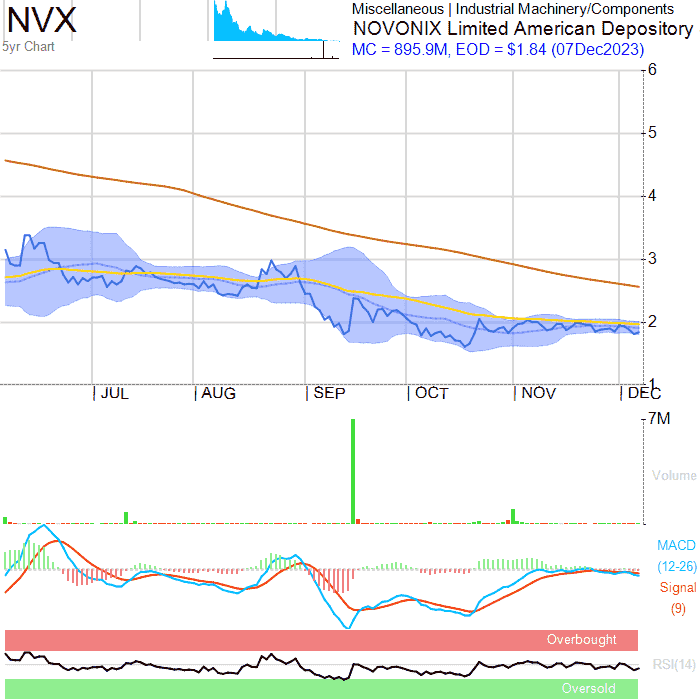 NVX
5yr Chart
Miscellaneous | Industrial Machinery/Components
NOVONIX Limited American Depository
MC = 895.9M, EOD = $1.84 (07Dec2023)
6
5
4
3
2
1
JUL
AUG
SEP
OCT
NOV
DEC
7M
Volume
MACD
(12-26)
Signal
(9)
Overbought
RSI(14)
Oversold